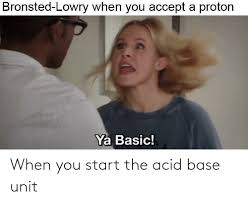 Bronsted-Lowry when you accept a proton
Ya Basic!
When you start the acid base
unit